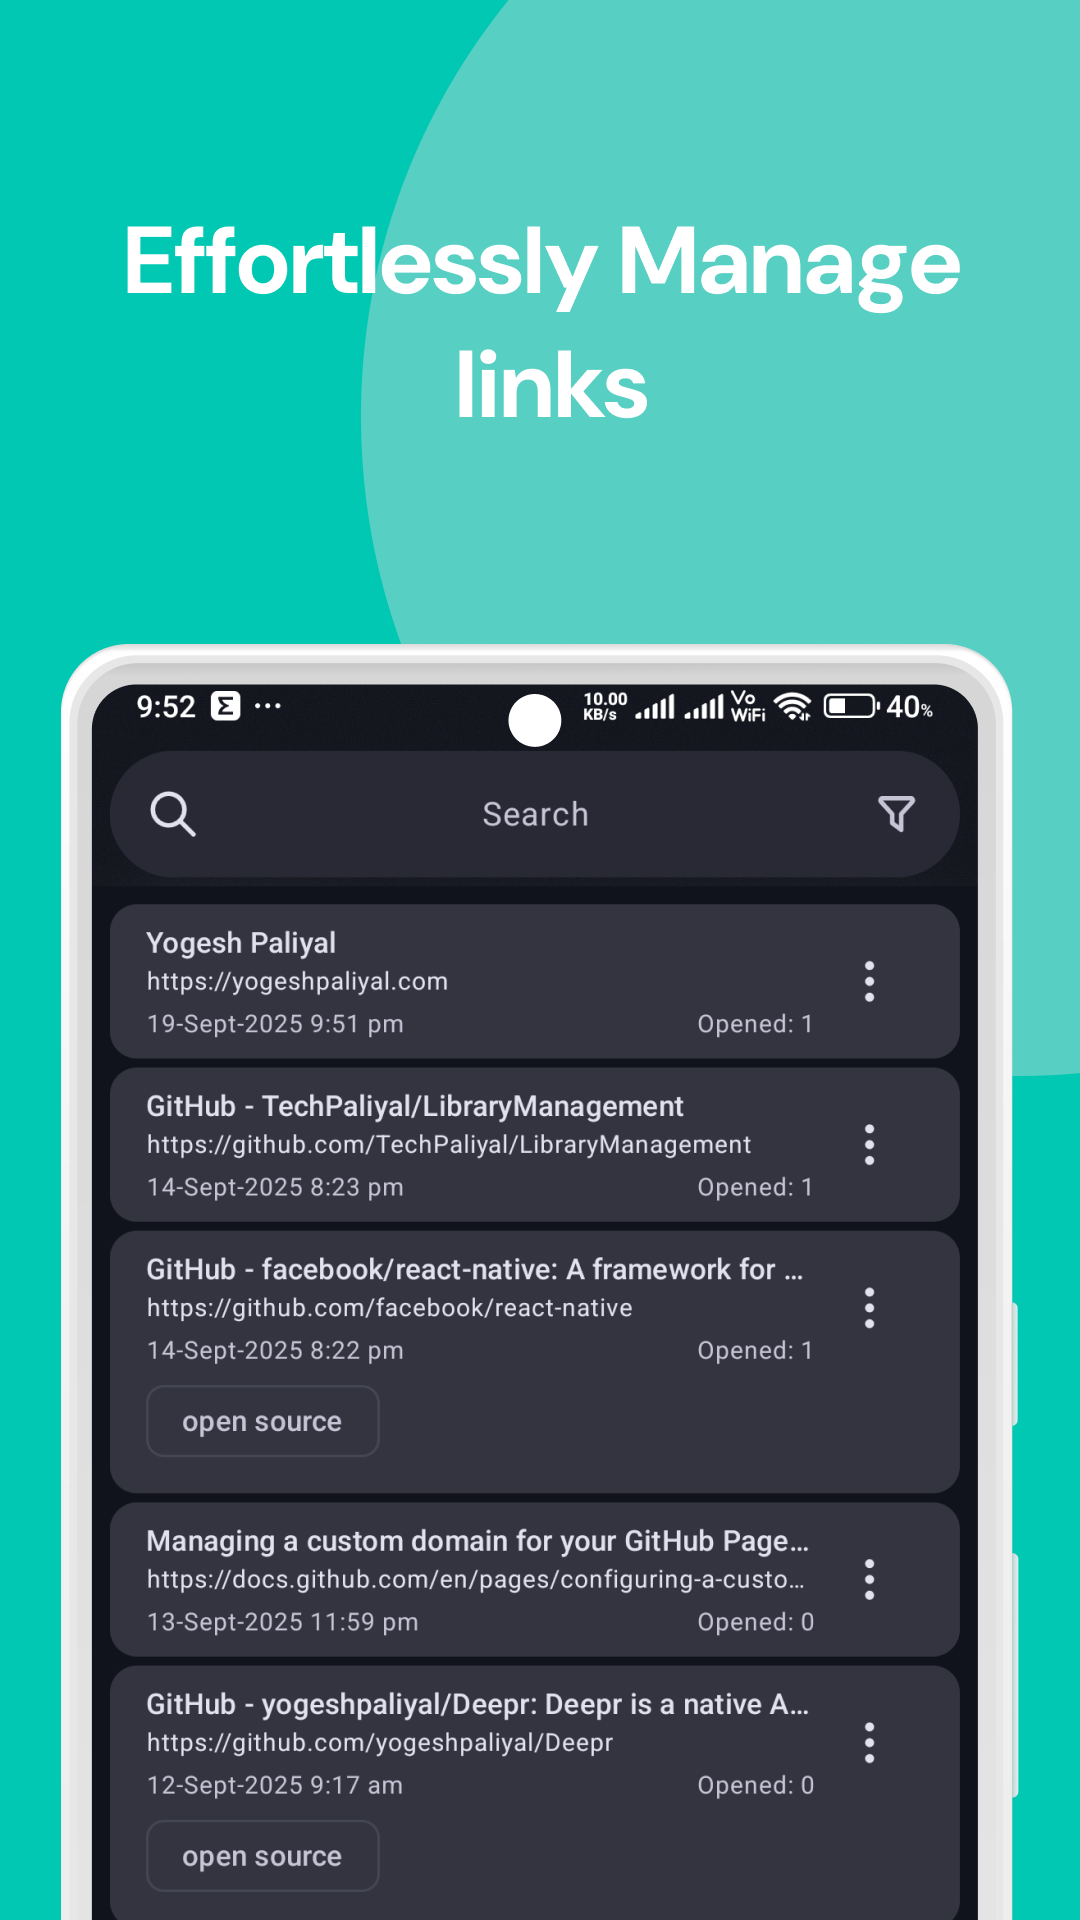 Effortlessly Manage
links
9:52 Σ ... 10.00 KB/s Vo WiFi 40%
Search
Yogesh Paliyal
https://yogeshpaliyal.com
19-Sept-2025 9:51 pm Opened: 1
GitHub - TechPaliyal/LibraryManagement
https://github.com/TechPaliyal/LibraryManagement
14-Sept-2025 8:23 pm Opened: 1
GitHub - facebook/react-native: A framework for ...
https://github.com/facebook/react-native
14-Sept-2025 8:22 pm Opened: 1
open source
Managing a custom domain for your GitHub Page...
https://docs.github.com/en/pages/configuring-a-custo...
13-Sept-2025 11:59 pm Opened: 0
GitHub - yogeshpaliyal/Deepr: Deepr is a native A...
https://github.com/yogeshpaliyal/Deepr
12-Sept-2025 9:17 am Opened: 0
open source